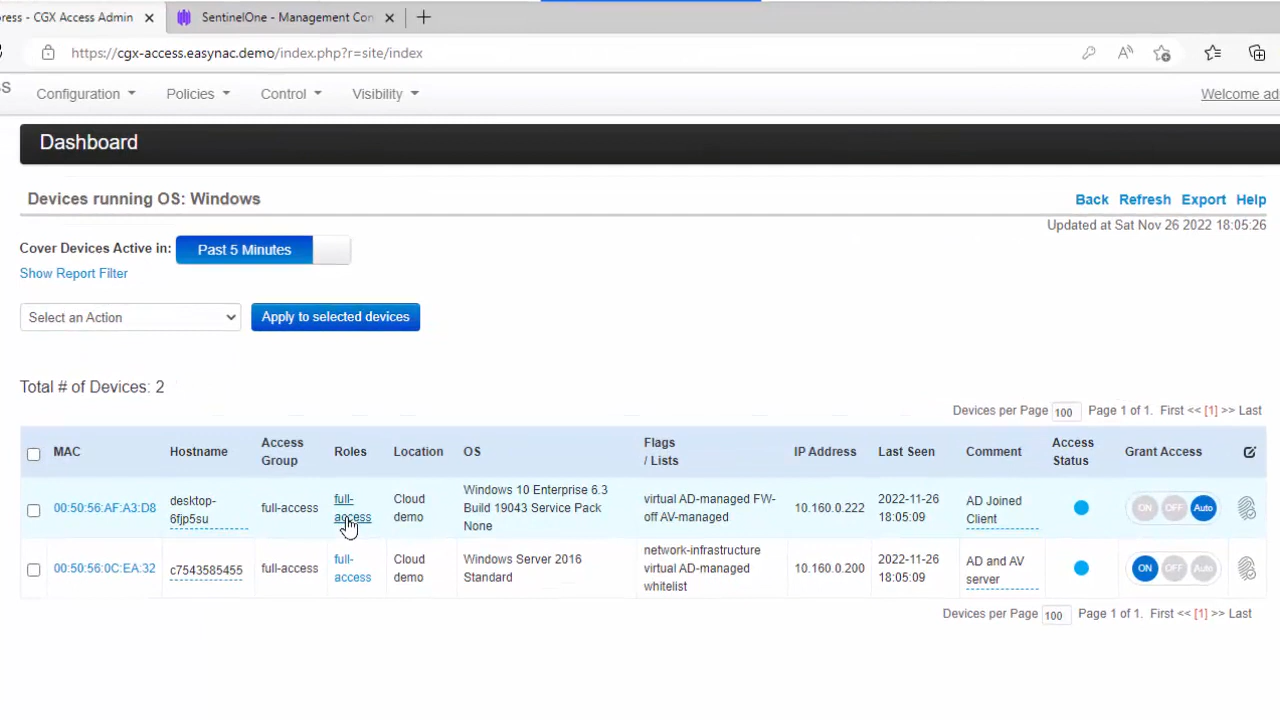 press - CGX Access Admin
SentinelOne - Management Con
https://cgx-access.easynac.demo/index.php?r=site/index
SS Configuration Policies Control Visibility Welcome ad
Dashboard
Devices running OS: Windows
Back Refresh Export Help
Updated at Sat Nov 26 2022 18:05:26
Cover Devices Active in: Past 5 Minutes
Show Report Filter
Select an Action Apply to selected devices
Total # of Devices: 2
Devices per Page 100 Page 1 of 1. First << [1] >> Last
MAC Hostname Access Group Roles Location OS Flags / Lists IP Address Last Seen Comment Access Status Grant Access
00:50:56:AF:A3:D8 desktop-6fjp5su full-access full-access Cloud demo Windows 10 Enterprise 6.3 Build 19043 Service Pack None virtual AD-managed FW-off AV-managed 10.160.0.222 2022-11-26 18:05:09 AD Joined Client ON OFF Auto
00:50:56:0C:EA:32 c7543585455 full-access full-access Cloud demo Windows Server 2016 Standard network-infrastructure virtual AD-managed whitelist 10.160.0.200 2022-11-26 18:05:09 AD and AV server ON OFF Auto
Devices per Page 100 Page 1 of 1. First << [1] >> Last